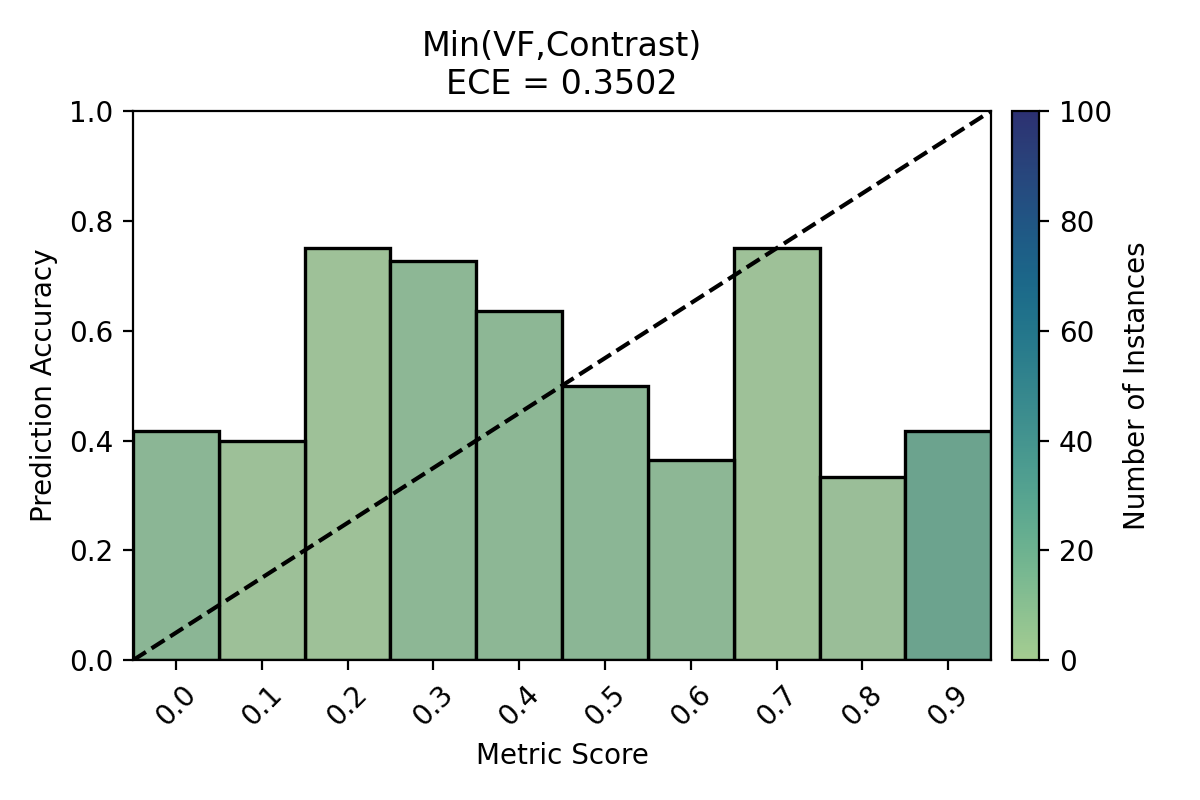 Min(VF,Contrast)
ECE = 0.3502
1.0
0.8
0.6
0.4
0.2
0.0
Prediction Accuracy
0.0 0.1 0.2 0.3 0.4 0.5 0.6 0.7 0.8 0.9
Metric Score
100
80
60
40
20
0
Number of Instances